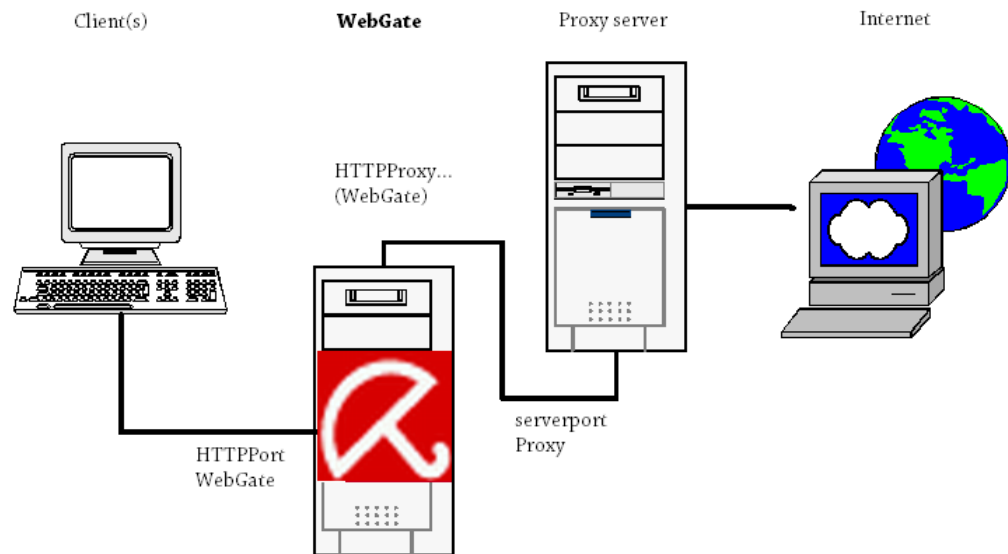 Client(s)
WebGate
Proxy server
Internet
HTTPProxy...
(WebGate)
serverport
Proxy
HTTPPort
WebGate